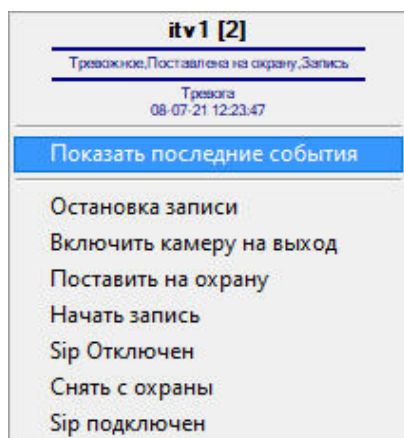 itv1 [2]
Тревожное,Поставлена на охрану,Запись
Тревога
08-07-21 12:23:47
Показать последние события
Остановка записи
Включить камеру на выход
Поставить на охрану
Начать запись
Sip Отключен
Снять с охраны
Sip подключен